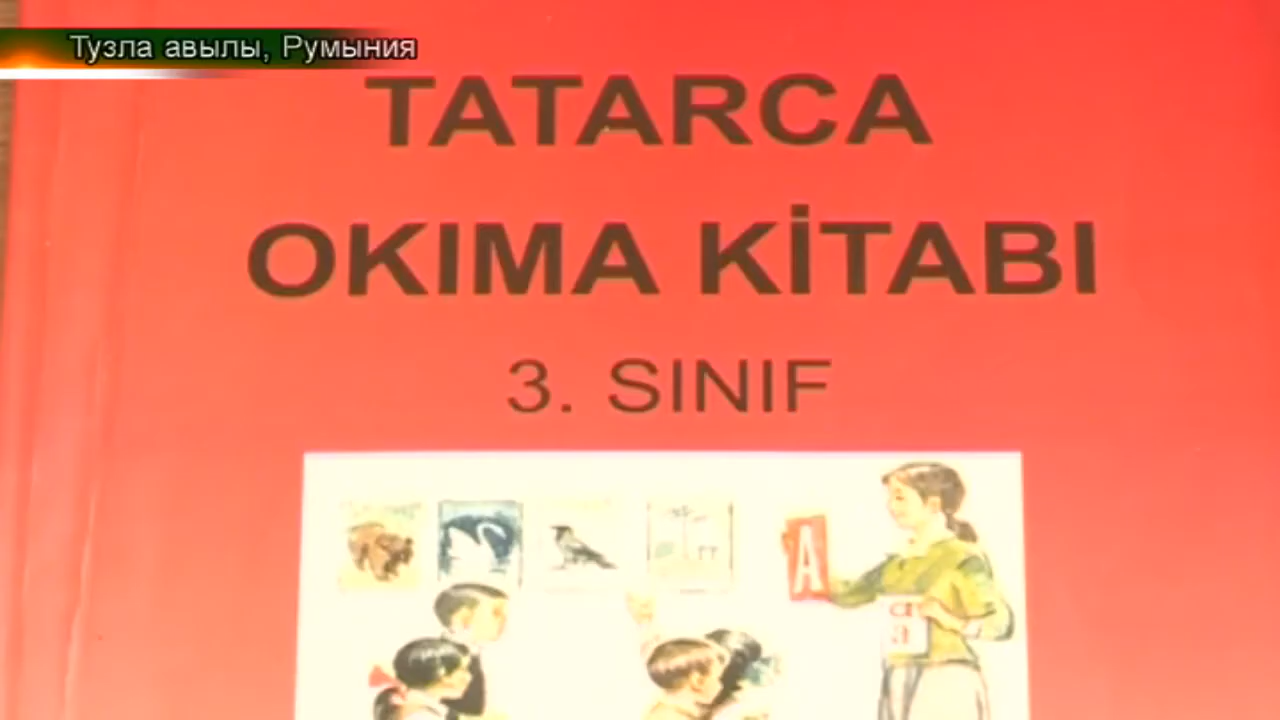 Тузла авылы, Румыния
TATARCA
OKIMA KİTABI
3. SINIF
A